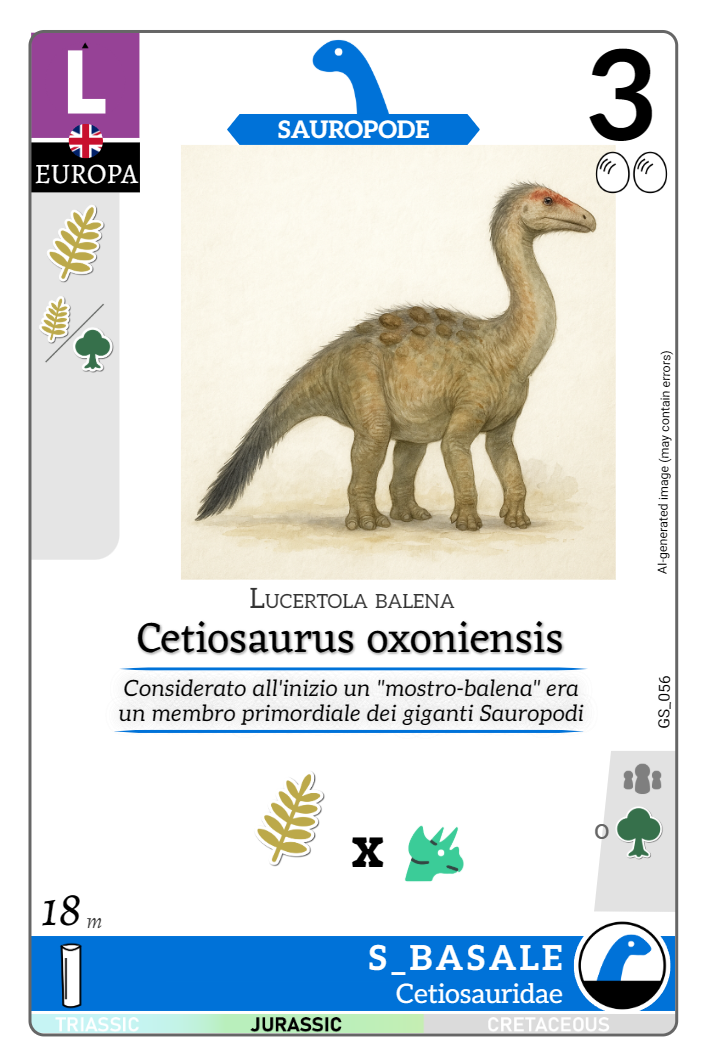 L
EUROPA
SAUROPODE
3
AI-generated image (may contain errors)
Lucertola balena
Cetiosaurus oxoniensis
Considerato all'inizio un "mostro-balena" era
un membro primordiale dei giganti Sauropodi
GS_056
x
o
18 m
S_BASALE
Cetiosauridae
TRIASSIC JURASSIC CRETACEOUS